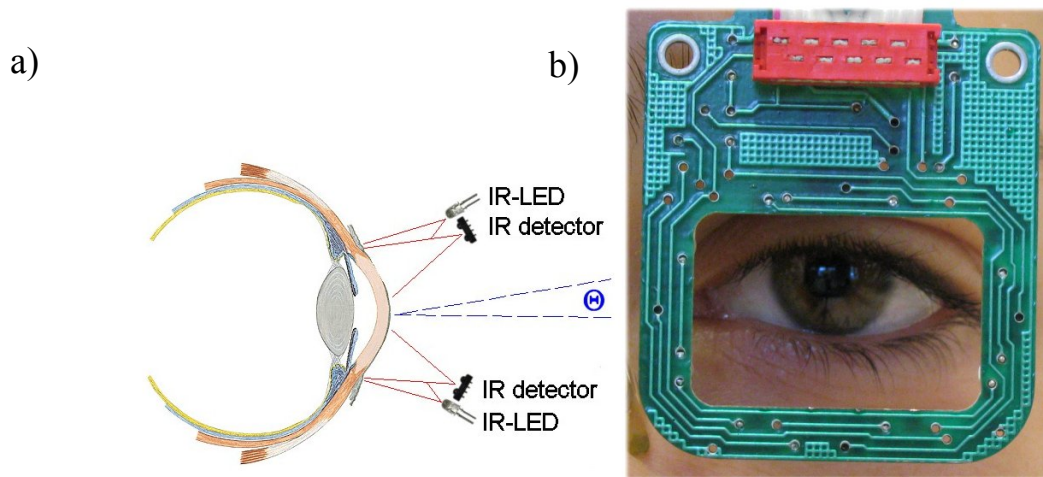 a)
b)
IR-LED
IR detector
Θ
IR detector
IR-LED